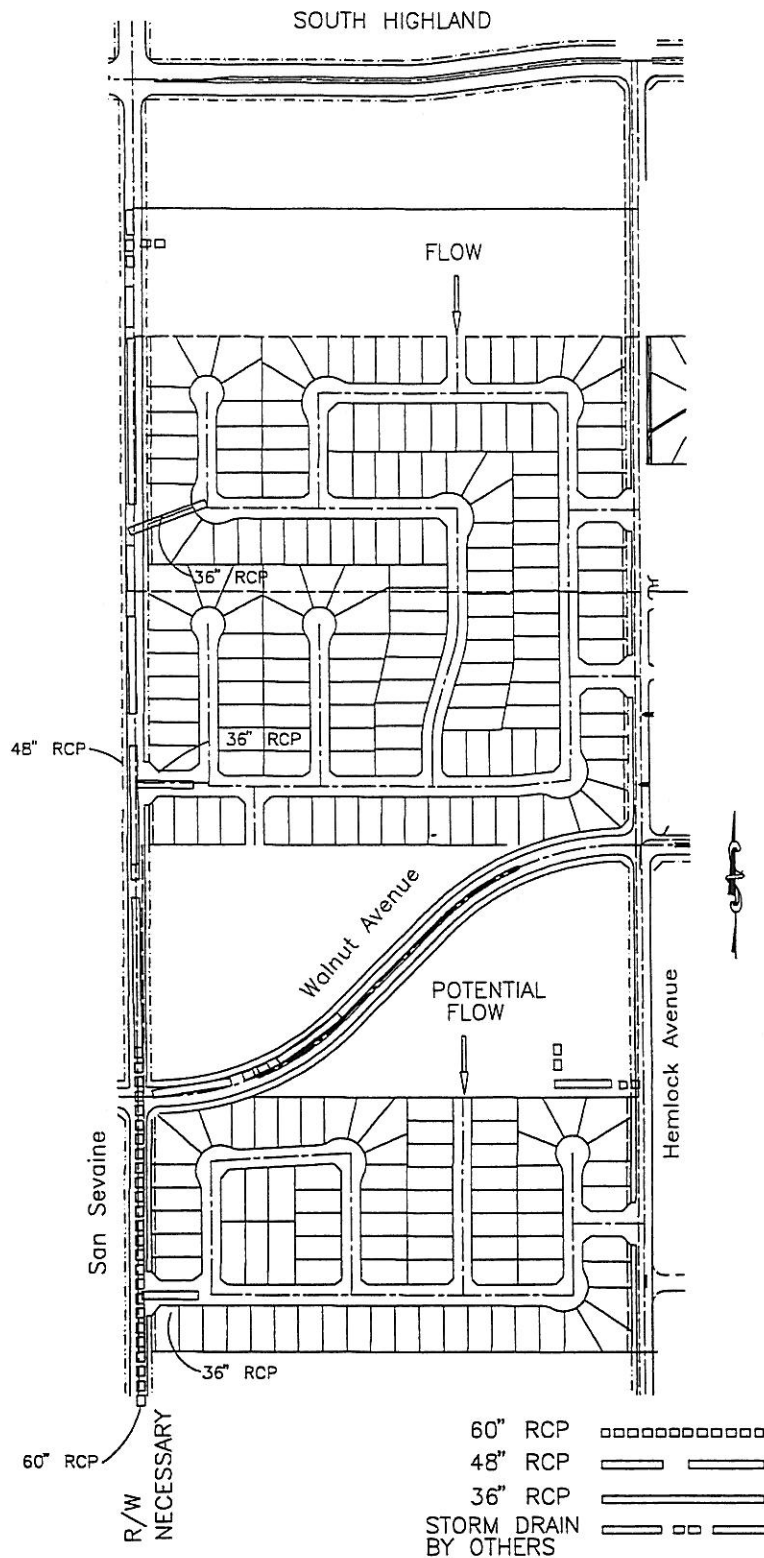 SOUTH HIGHLAND
FLOW
36" RCP
48" RCP
36" RCP
Walnut Avenue
POTENTIAL
FLOW
Hemlock Avenue
San Sevaine
36" RCP
60" RCP
R/W
NECESSARY
60" RCP
48" RCP
36" RCP
STORM DRAIN
BY OTHERS